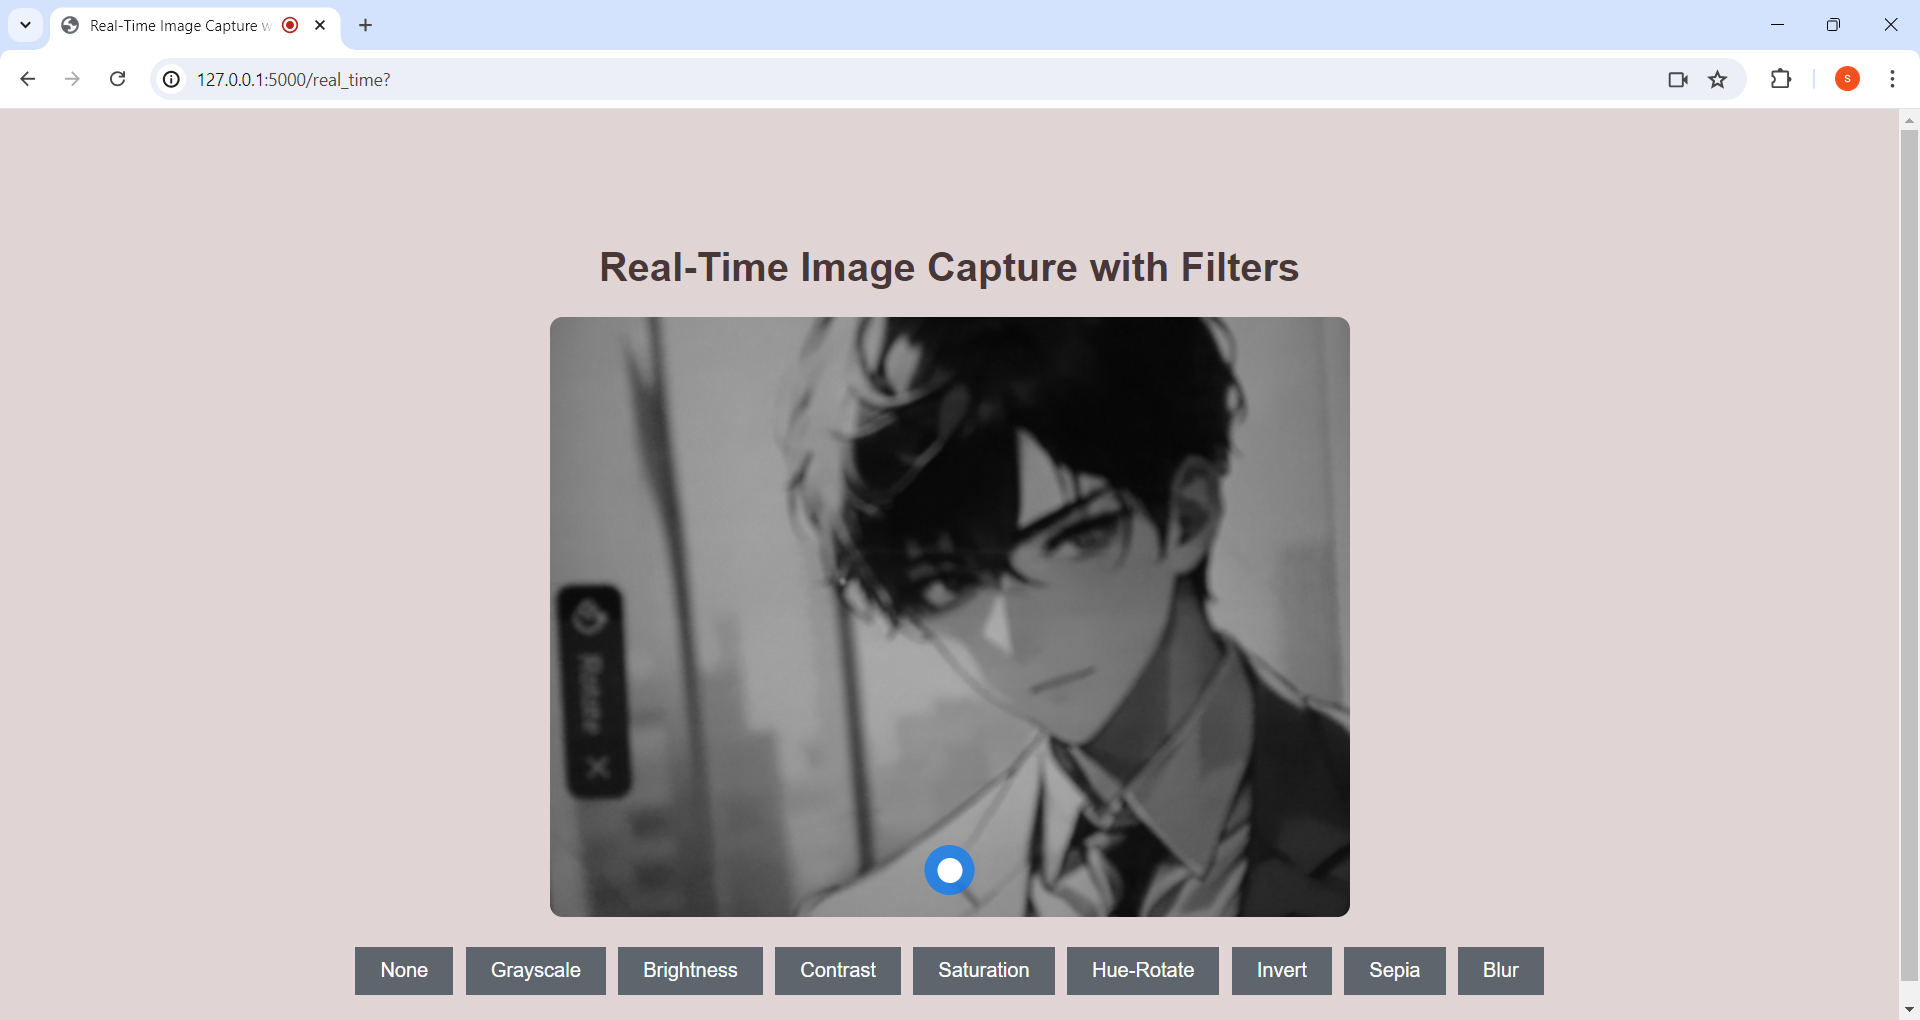 Real-Time Image Capture w
127.0.0.1:5000/real_time?
S
Real-Time Image Capture with Filters
Rotate
None Grayscale Brightness Contrast Saturation Hue-Rotate Invert Sepia Blur